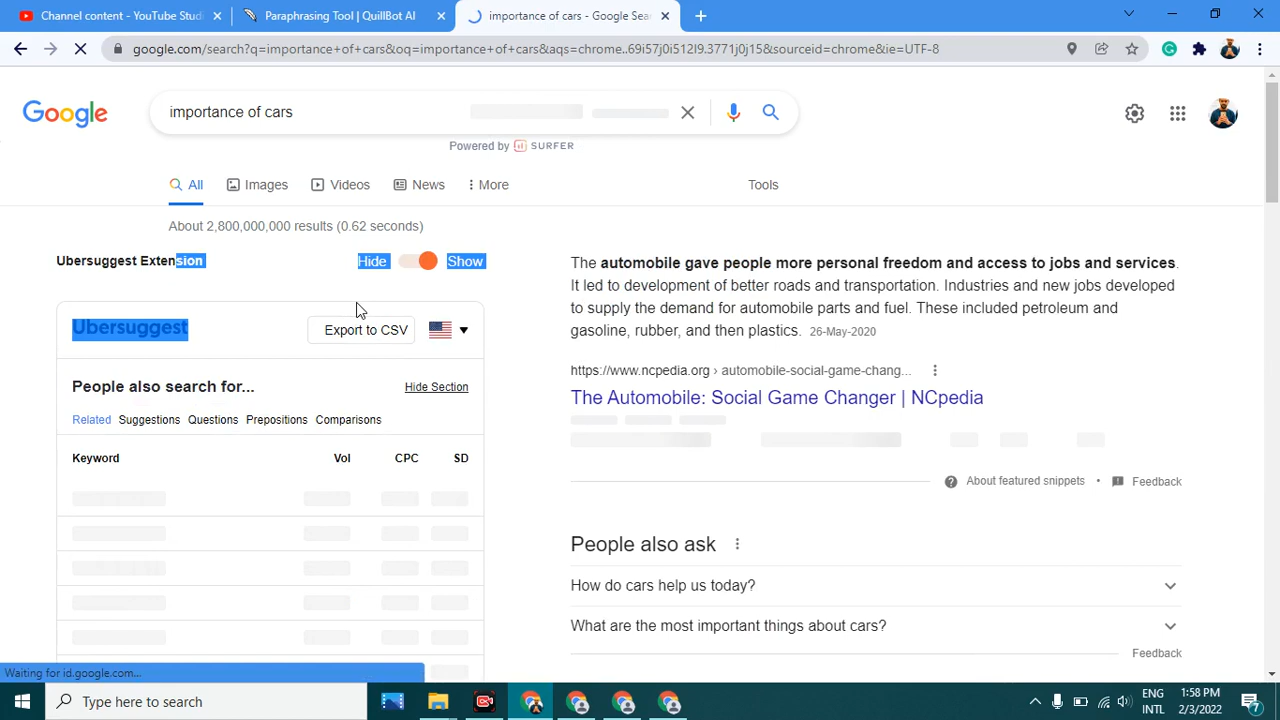 Channel content - YouTube Studio
Paraphrasing Tool | QuillBot AI
importance of cars - Google Sea
google.com/search?q=importance+of+cars&oq=importance+of+cars&aqs=chrome..69i57j0i512l9.3771j0j15&sourceid=chrome&ie=UTF-8
Google
importance of cars
Powered by SURFER
All
Images
Videos
News
More
Tools
About 2,800,000,000 results (0.62 seconds)
Ubersuggest Extension
Hide
Show
Ubersuggest
Export to CSV
People also search for...
Hide Section
Related
Suggestions
Questions
Prepositions
Comparisons
Keyword
Vol
CPC
SD
The automobile gave people more personal freedom and access to jobs and services.
It led to development of better roads and transportation. Industries and new jobs developed
to supply the demand for automobile parts and fuel. These included petroleum and
gasoline, rubber, and then plastics. 26-May-2020
https://www.ncpedia.org › automobile-social-game-chang...
The Automobile: Social Game Changer | NCpedia
About featured snippets
•
Feedback
People also ask
How do cars help us today?
What are the most important things about cars?
Feedback
Waiting for id.google.com...
Type here to search
ENG
INTL
1:58 PM
2/3/2022
7